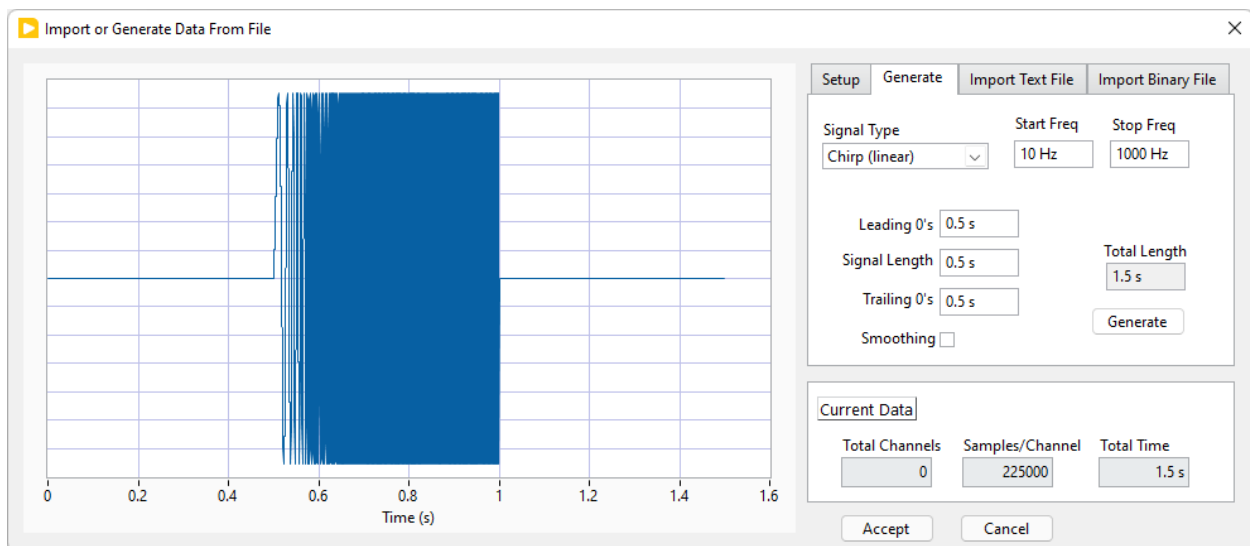 Import or Generate Data From File
0 0.2 0.4 0.6 0.8 1 1.2 1.4 1.6
Time (s)
Setup Generate Import Text File Import Binary File
Signal Type Start Freq Stop Freq
Chirp (linear) 10 Hz 1000 Hz
Leading 0's 0.5 s
Signal Length 0.5 s
Total Length
1.5 s
Trailing 0's 0.5 s
Generate
Smoothing
Current Data
Total Channels Samples/Channel Total Time
0 225000 1.5 s
Accept Cancel